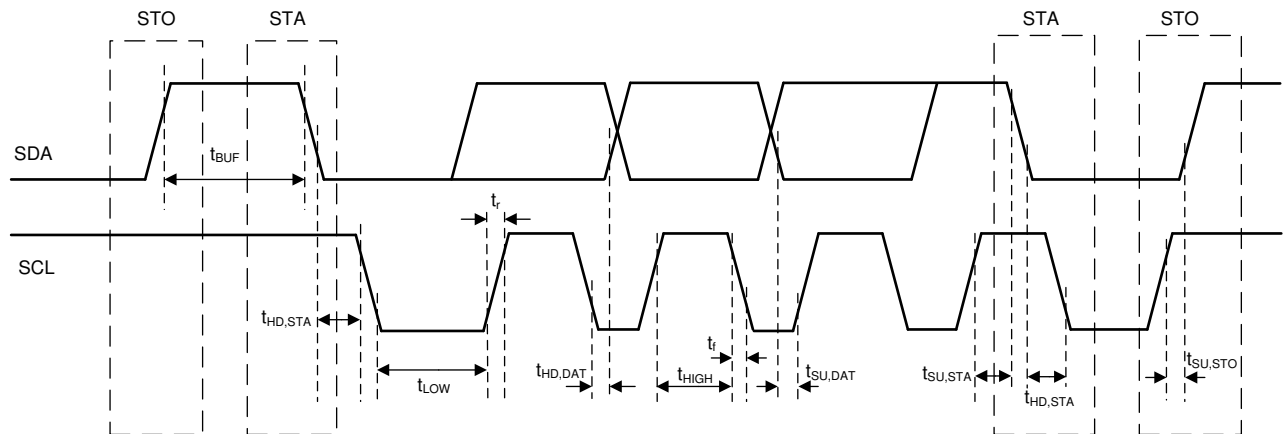 STO
STA
STA
STO
SDA
tBUF
tr
SCL
tHD,STA
tLOW
tHD,DAT
tHIGH
tf
tSU,DAT
tSU,STA
tHD,STA
tSU,STO